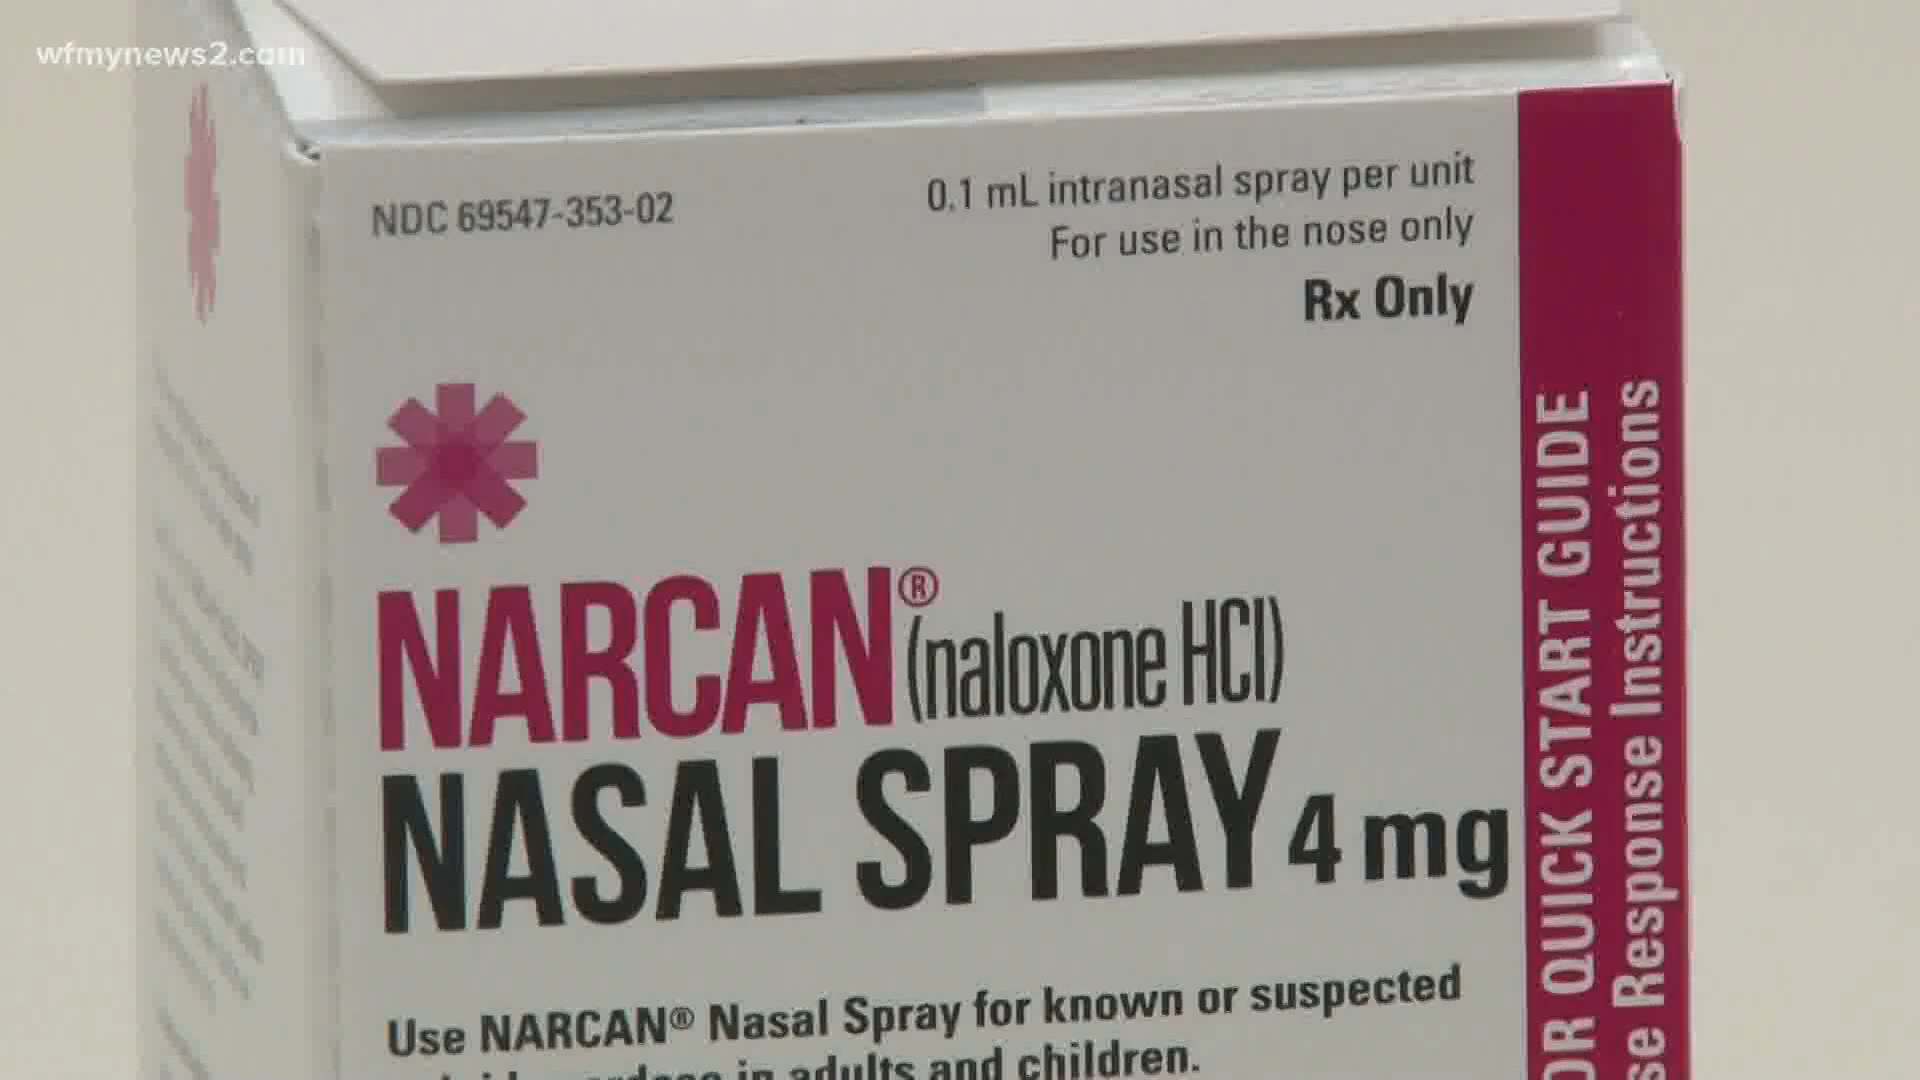 wfmynews2.com
NDC 69547-353-02
0.1 mL intranasal spray per unit
For use in the nose only
Rx Only
NARCAN® (naloxone HCl)
NASAL SPRAY 4 mg
Use NARCAN® Nasal Spray for known or suspected
in adults and children.
QUICK START GUIDE
Response Instructions